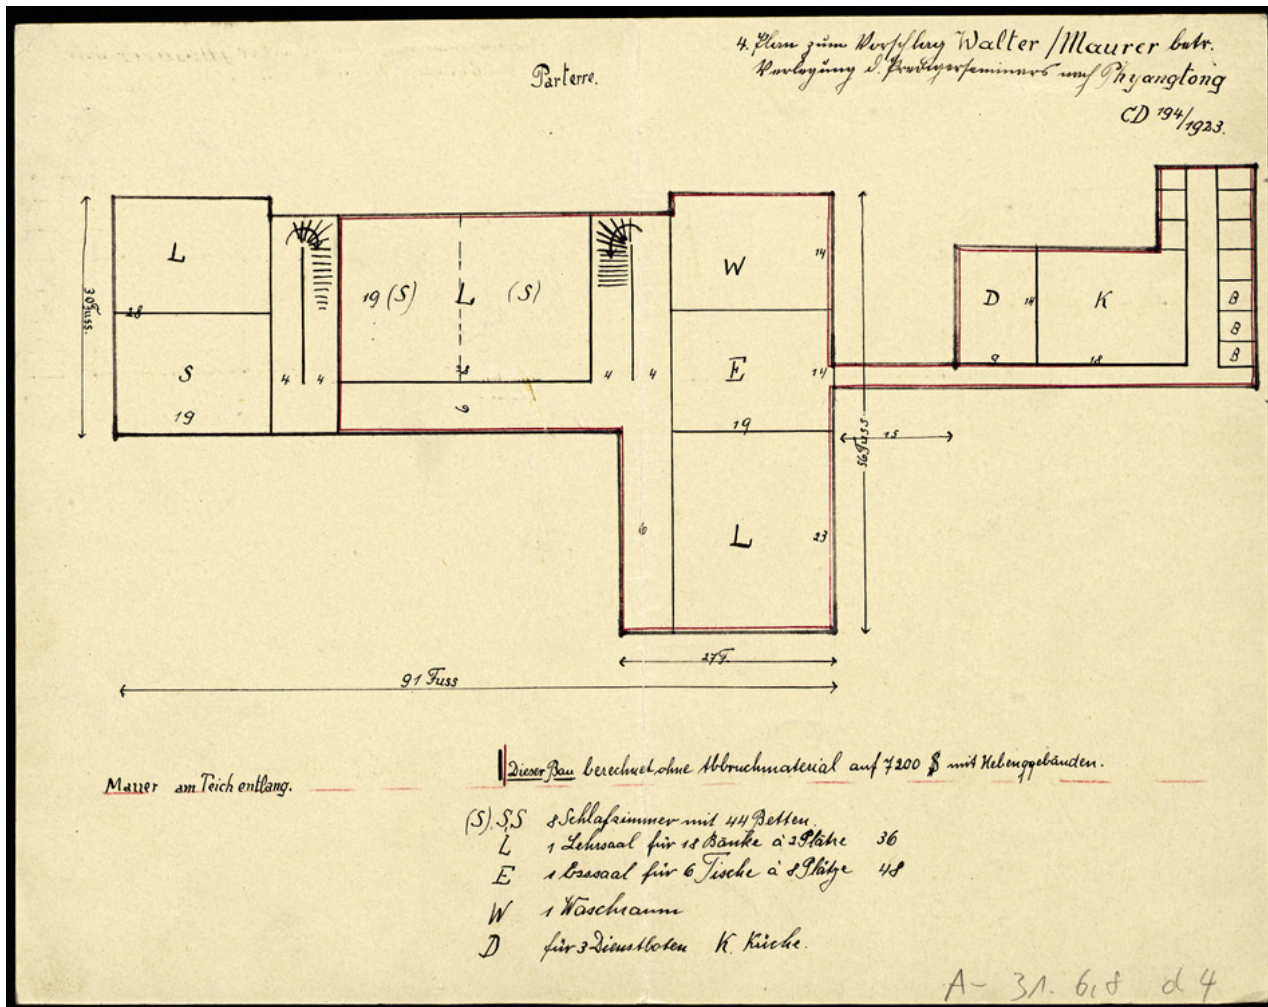 4. Plan zum Vorschlag Walter / Maurer betr.
Verlegung d. Predigerseminars nach Phyangtong
CD 194/1923.
Parterre.
L
30 Fuss.
28
S
19
4
4
19 (S)
L
(S)
28
6
4
4
W
14
E
14
19
L
23
6
56 Fuss
15
D
14
9
K
18
B
B
B
27 F.
91 Fuss
Mauer am Teich entlang.
Dieser Bau berechnet ohne Abbruchmaterial auf 7200 $ mit Nebengebänden.
(S), S,S 8 Schlafzimmer mit 44 Betten.
L 1 Lehrsaal für 18 Bänke à 2 Plätze 36
E 1 Esssaal für 6 Tische à 8 Plätze 48
W 1 Waschraum
D für 3 Dienstboten K. Küche.
A- 31. 6,8 d 4